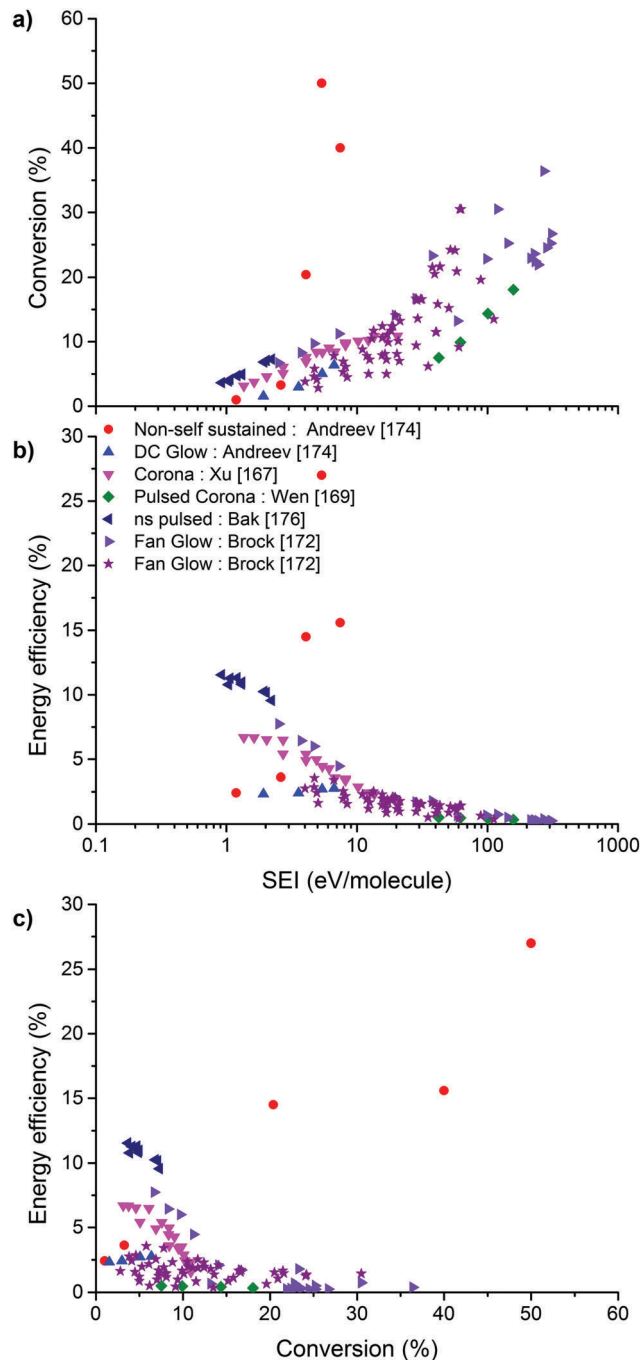 a)
60
50
40
30
20
10
0
Conversion (%)
b)
30
25
20
15
10
5
0
Energy efficiency (%)
Non-self sustained : Andreev [174]
DC Glow : Andreev [174]
Corona : Xu [167]
Pulsed Corona : Wen [169]
ns pulsed : Bak [176]
Fan Glow : Brock [172]
Fan Glow : Brock [172]
0.1 1 10 100 1000
SEI (eV/molecule)
c)
30
25
20
15
10
5
0
Energy efficiency (%)
0 10 20 30 40 50 60
Conversion (%)